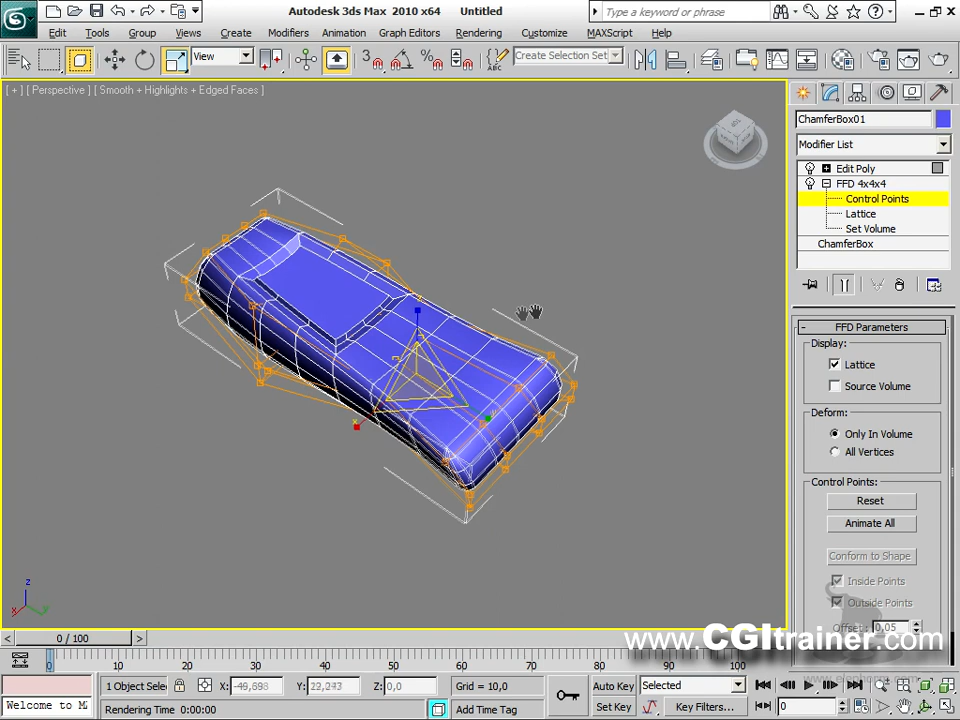 Autodesk 3ds Max 2010 x64 Untitled
Type a keyword or phrase
Edit Tools Group Views Create Modifiers Animation Graph Editors Rendering Customize MAXScript Help
View
3
%
ABC
Create Selection Set
[ + ] [ Perspective ] [ Smooth + Highlights + Edged Faces ]
ChamferBox01
Modifier List
Edit Poly
FFD 4x4x4
Control Points
Lattice
Set Volume
ChamferBox
- FFD Parameters
Display:
Lattice
Source Volume
Deform:
Only In Volume
All Vertices
Control Points:
Reset
Animate All
Conform to Shape
Inside Points
Outside Points
Offset: 0,05
x
z
x
y
www.CGItrainer.com
< 0 / 100 >
0 10 20 30 40 50 60 70 80 90 100
1 Object Selec
X: -49,698
Y: 22,243
Z: 0,0
Grid = 10,0
Auto Key
Selected
Welcome to MA
Rendering Time 0:00:00
Add Time Tag
Set Key
Key Filters...
0